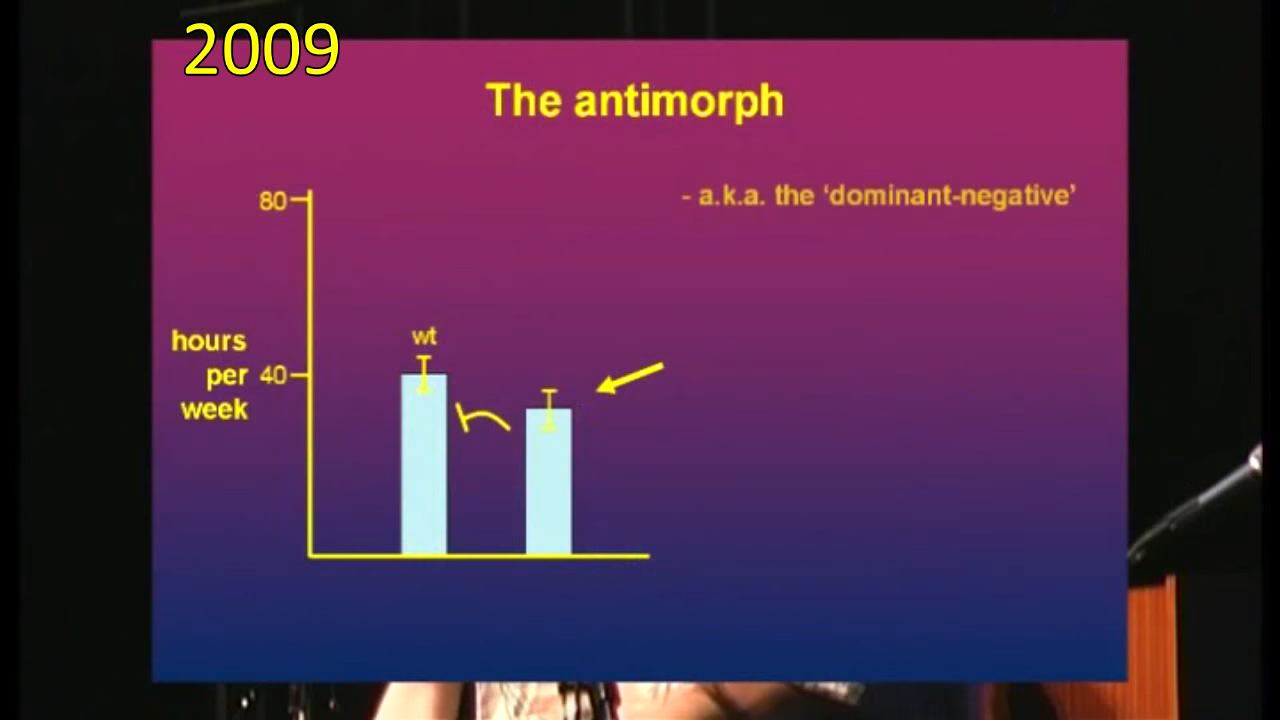 2009
The antimorph
- a.k.a. the ‘dominant-negative’
80
wt
hours
per
week
40